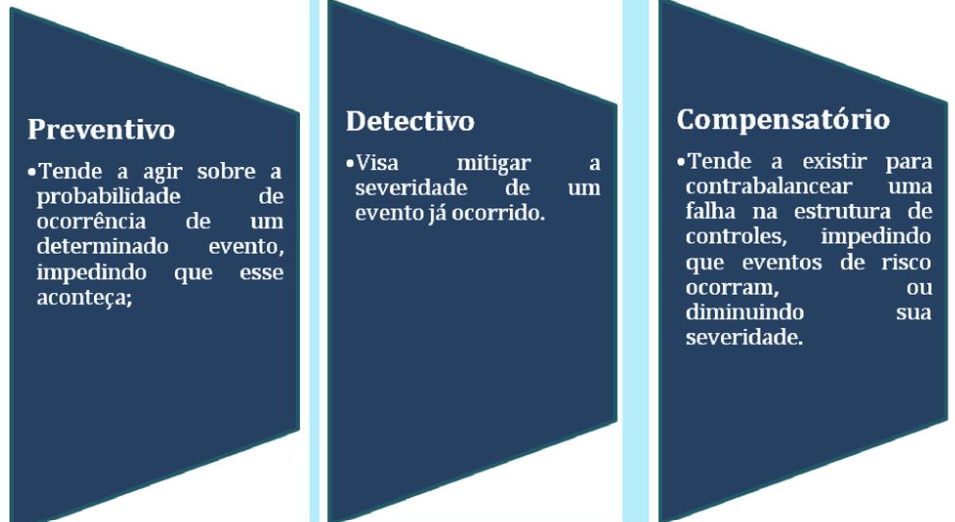 Preventivo
•Tende a agir sobre a
probabilidade de
ocorrência de um
determinado evento,
impedindo que esse
aconteça;
Detectivo
•Visa mitigar a
severidade de um
evento já ocorrido.
Compensatório
•Tende a existir para
contrabalancear uma
falha na estrutura de
controles, impedindo
que eventos de risco
ocorram, ou
diminuindo sua
severidade.